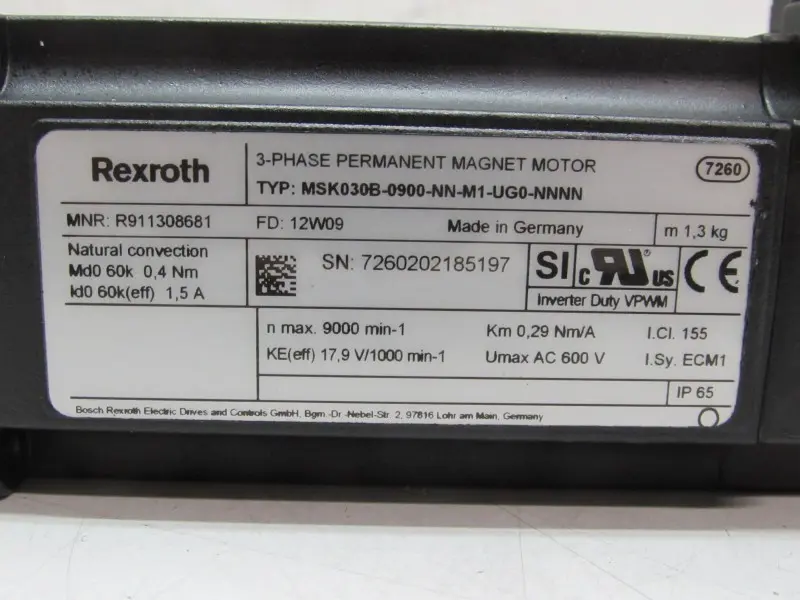 Rexroth
3-PHASE PERMANENT MAGNET MOTOR
7260
TYP: MSK030B-0900-NN-M1-UG0-NNNN
MNR: R911308681
FD: 12W09
Made in Germany
m 1,3 kg
Natural convection
Md0 60k 0,4 Nm
Id0 60k(eff) 1,5 A
SN: 7260202185197
SI
c RU US
CE
Inverter Duty VPWM
n max. 9000 min-1
Km 0,29 Nm/A
I.Cl. 155
KE(eff) 17,9 V/1000 min-1
Umax AC 600 V
I.Sy. ECM1
IP 65
Bosch Rexroth Electric Drives and Controls GmbH, Bgm.-Dr.-Nebel-Str. 2, 97816 Lohr am Main, Germany